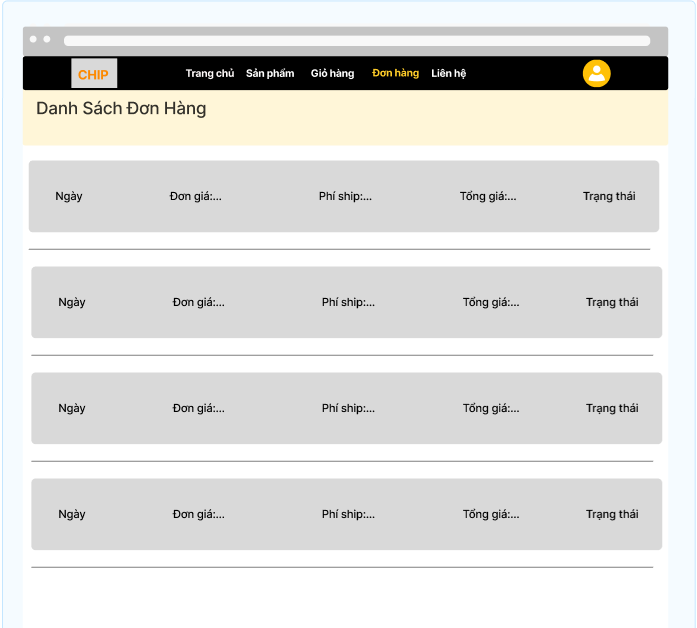 CHIP Trang chủ Sản phẩm Giỏ hàng Đơn hàng Liên hệ
Danh Sách Đơn Hàng
Ngày Đơn giá:... Phí ship:... Tổng giá:... Trạng thái
Ngày Đơn giá:... Phí ship:... Tổng giá:... Trạng thái
Ngày Đơn giá:... Phí ship:... Tổng giá:... Trạng thái
Ngày Đơn giá:... Phí ship:... Tổng giá:... Trạng thái